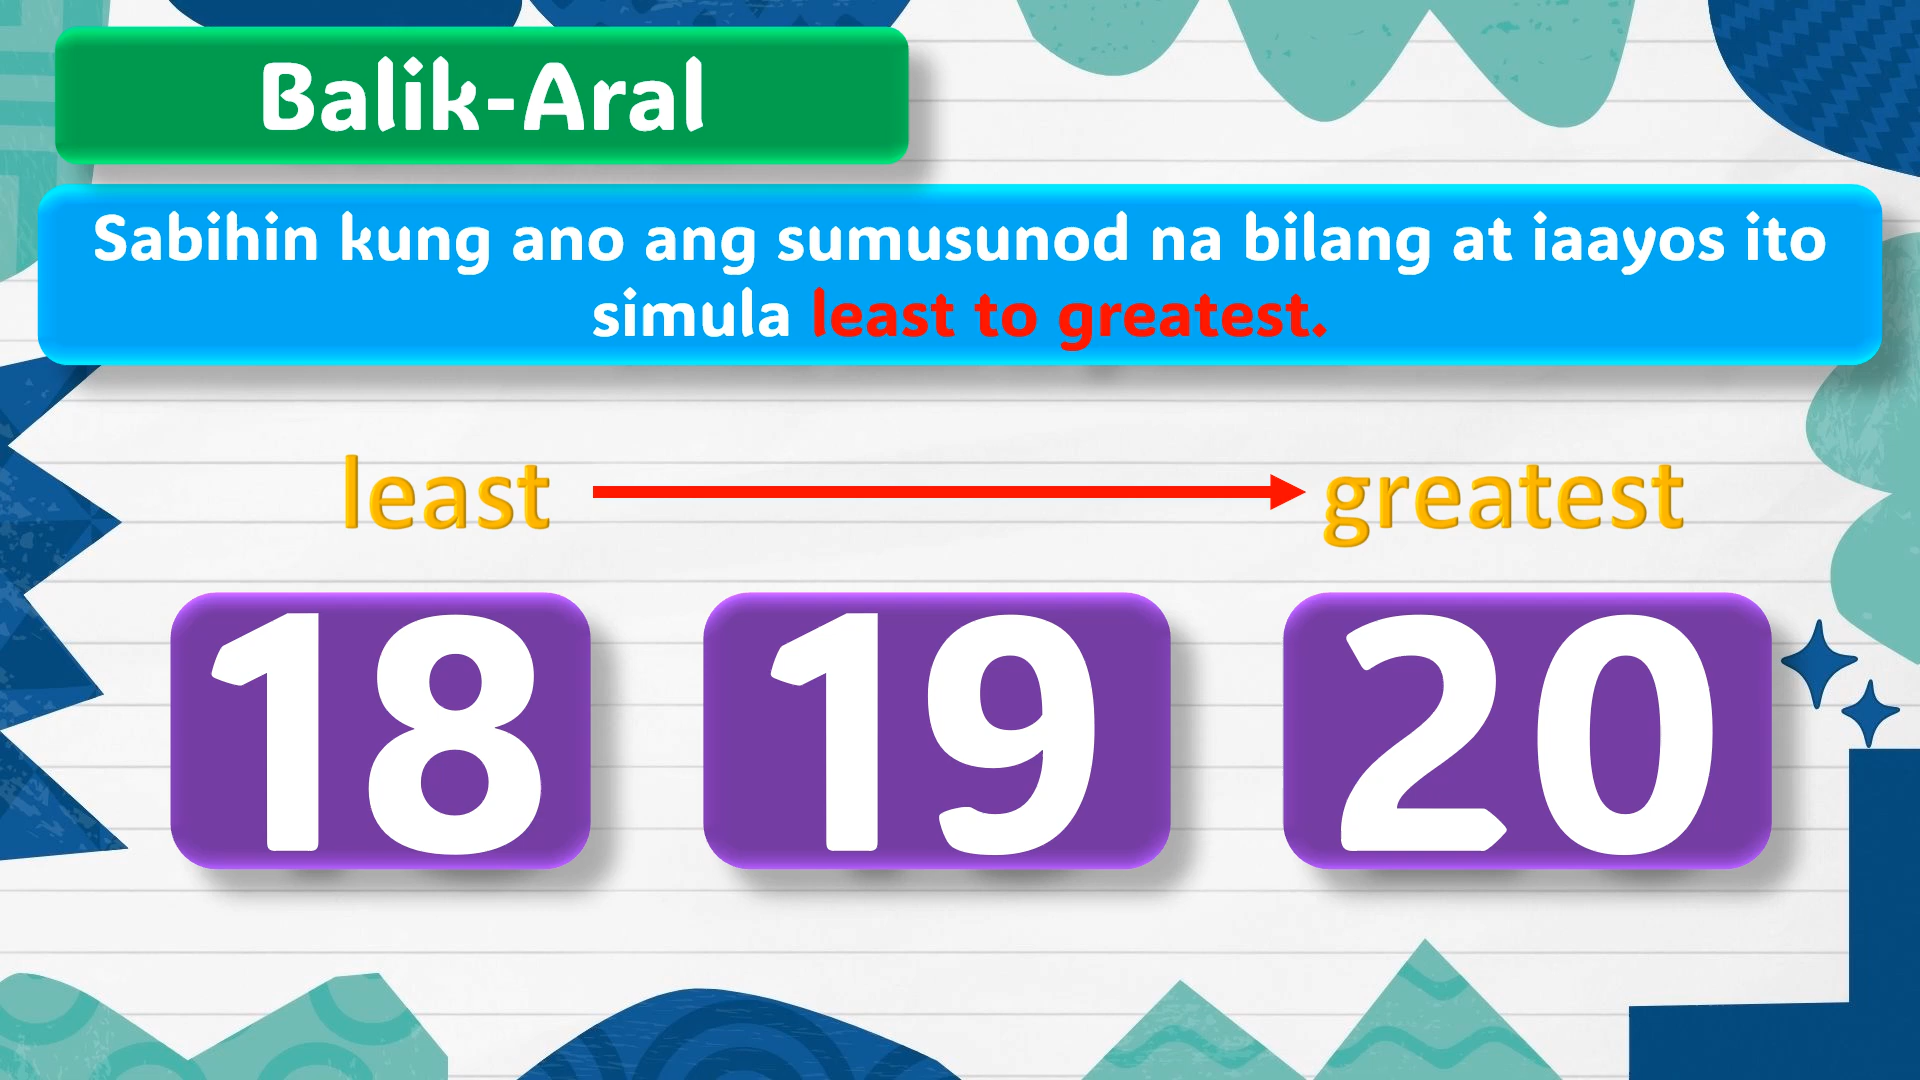 Balik-Aral
Sabihin kung ano ang sumusunod na bilang at iaayos ito
simula least to greatest.
least greatest
18 19 20